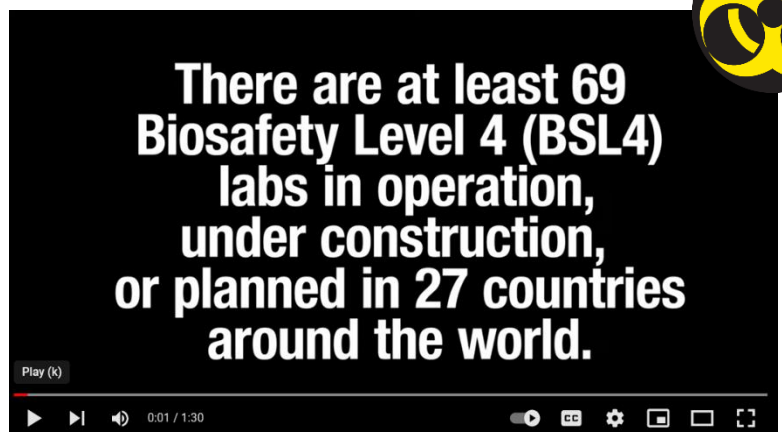 There are at least 69
Biosafety Level 4 (BSL4)
labs in operation,
under construction,
or planned in 27 countries
around the world.
Play (k)
0:01 / 1:30
CC